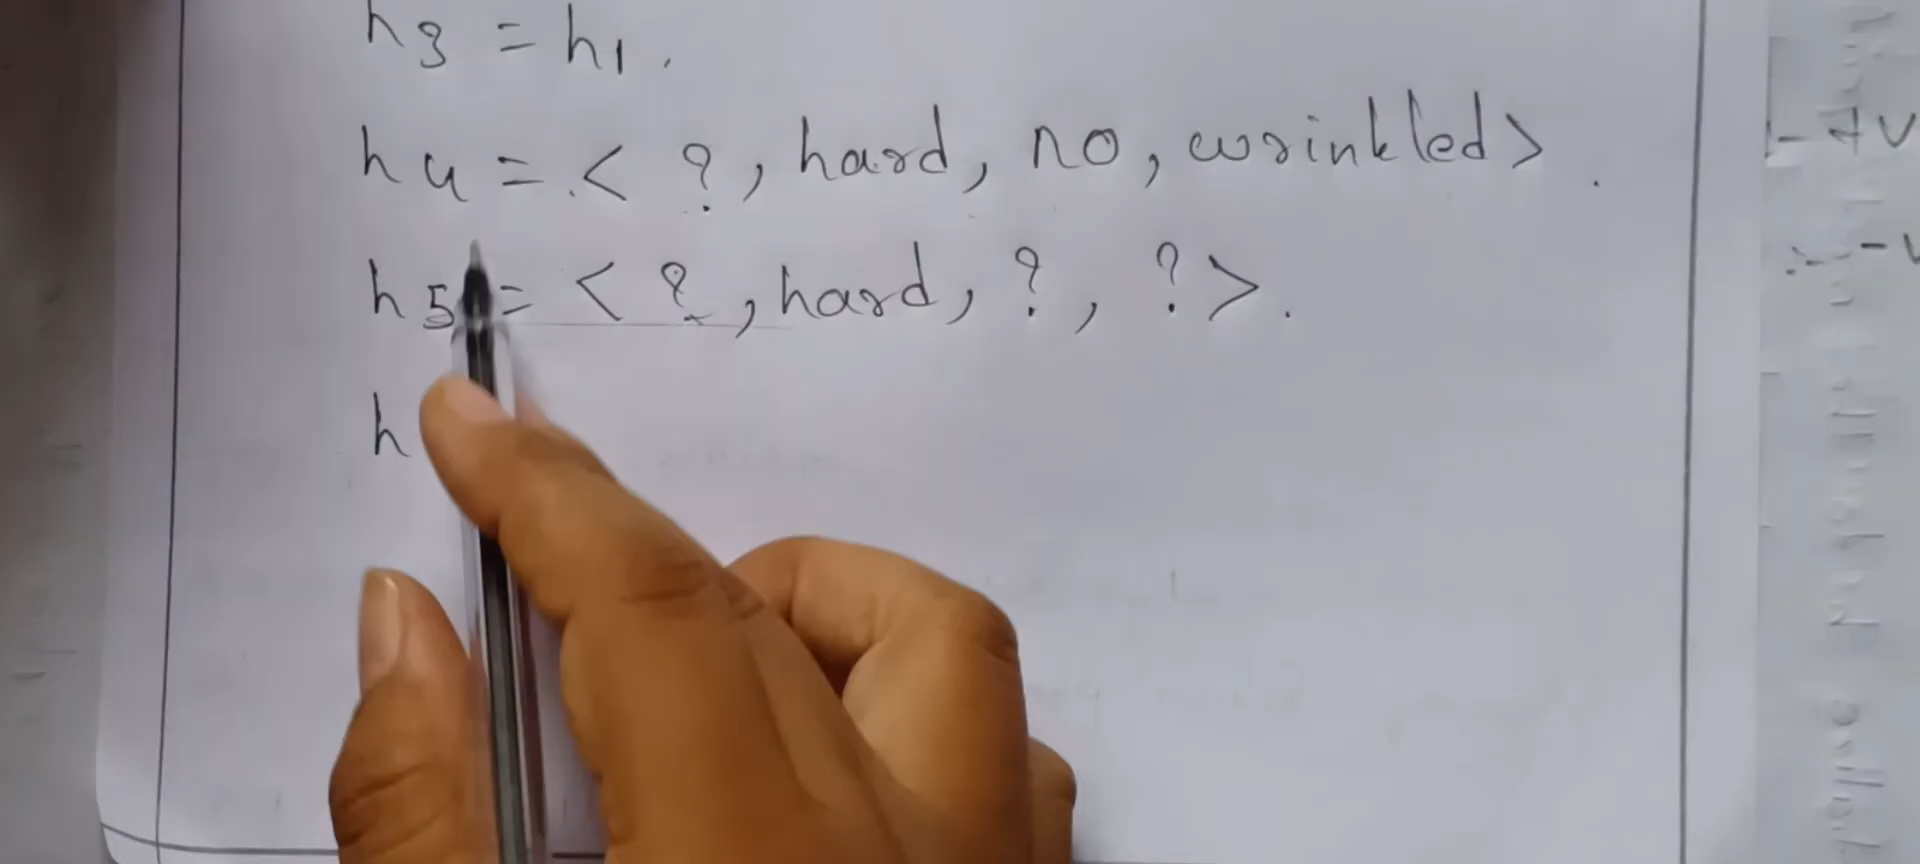 h3 = h1.
h4 = < ?, hard, no, wrinkled>.
h5 = < ?, hard, ?, ?>.
h